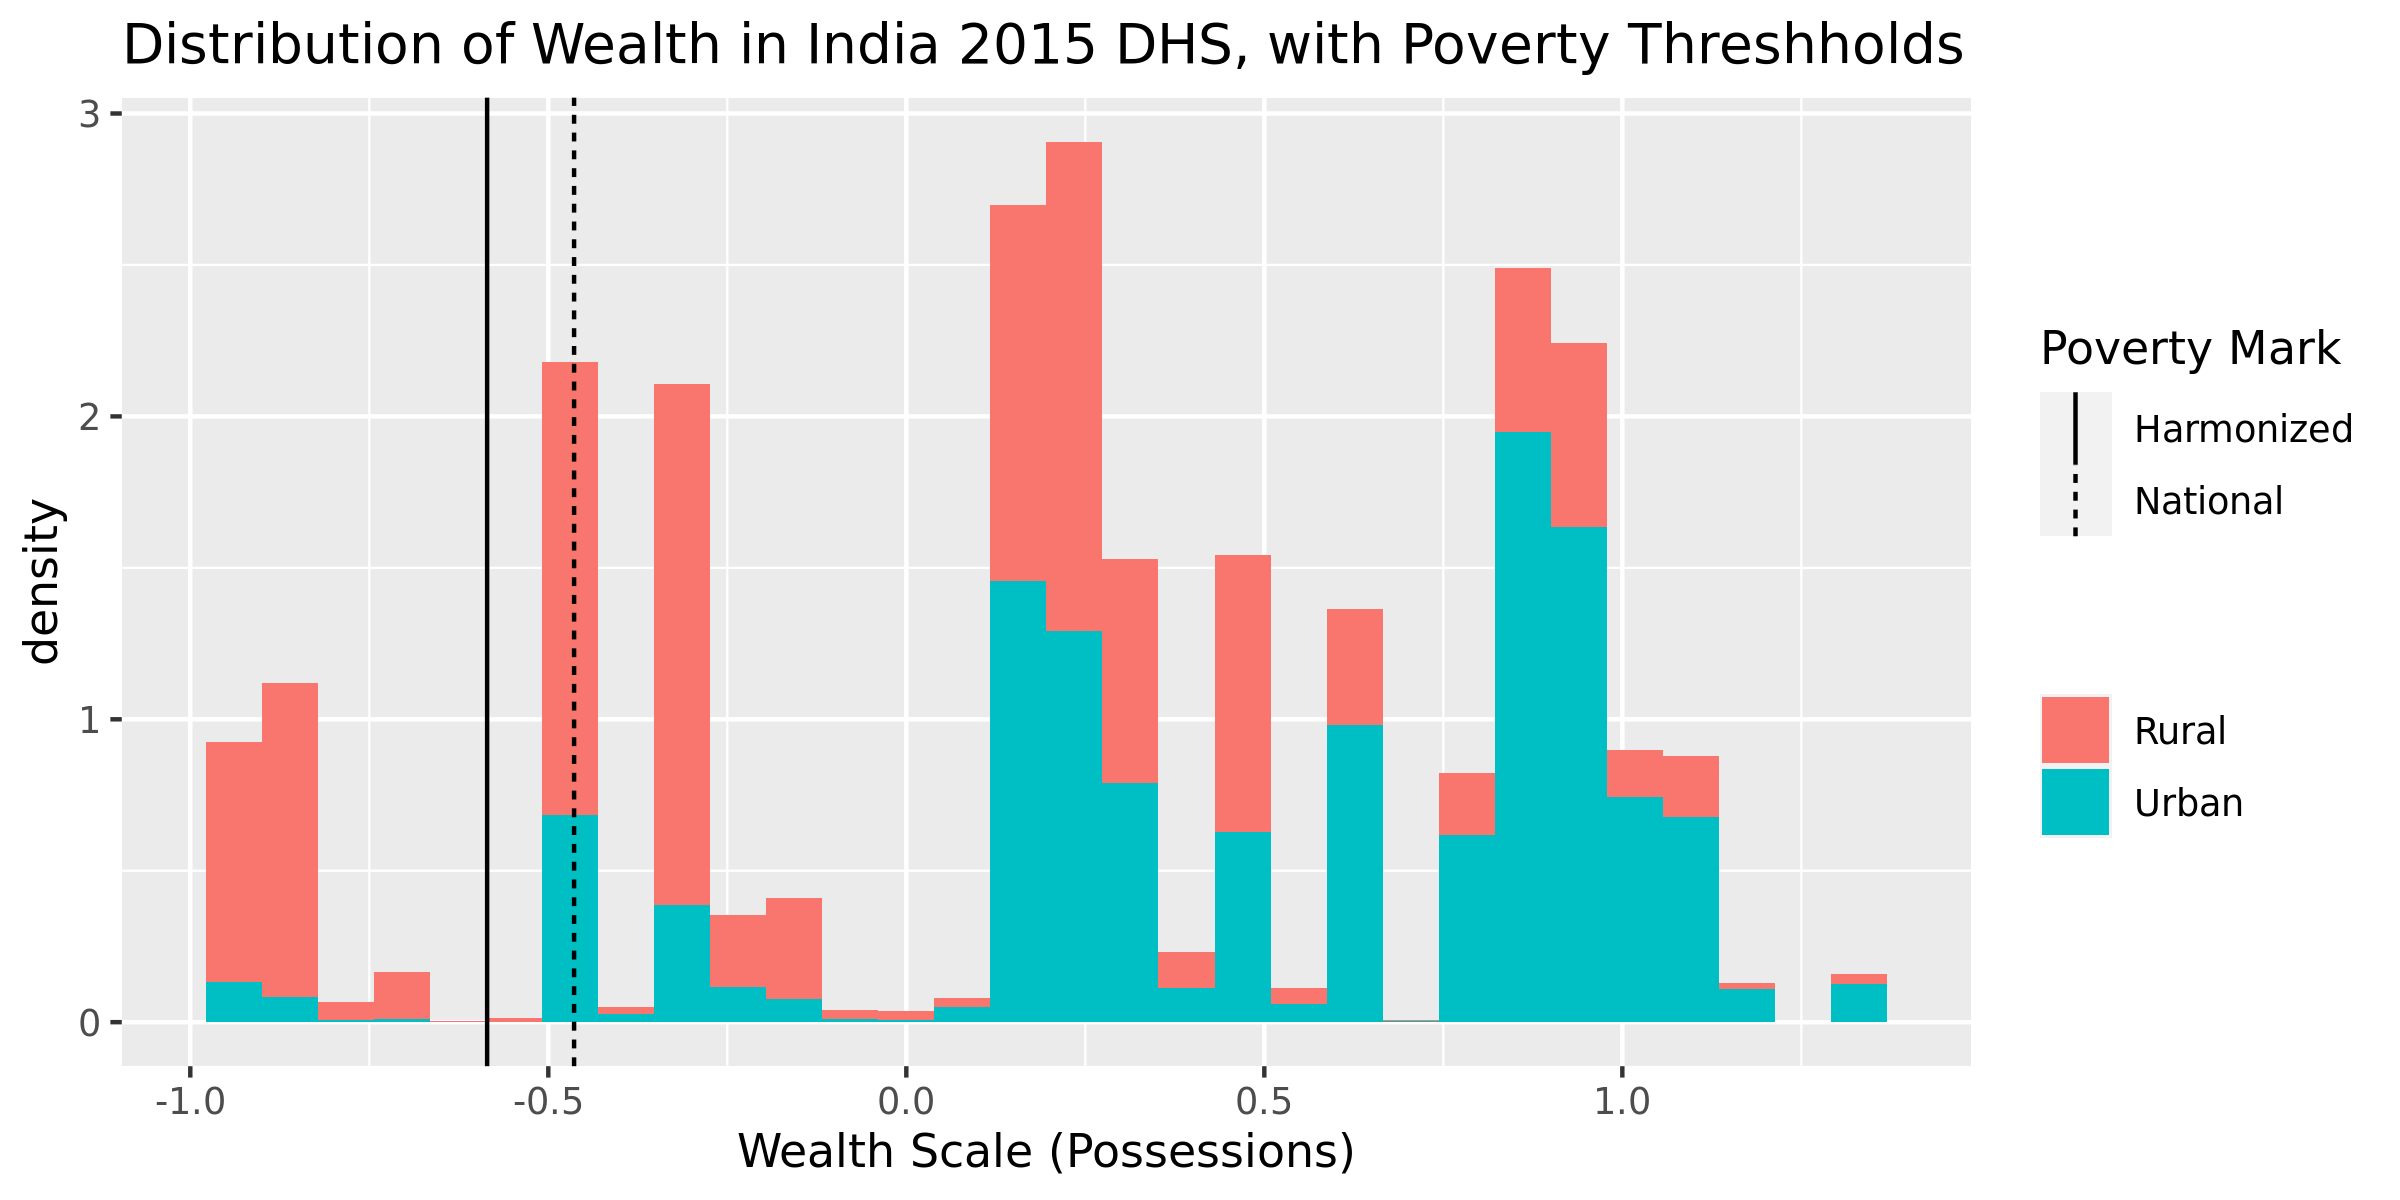 Distribution of Wealth in India 2015 DHS, with Poverty Threshholds
3
2
1
0
density
-1.0 -0.5 0.0 0.5 1.0
Wealth Scale (Possessions)
Poverty Mark
Harmonized
National
Rural
Urban